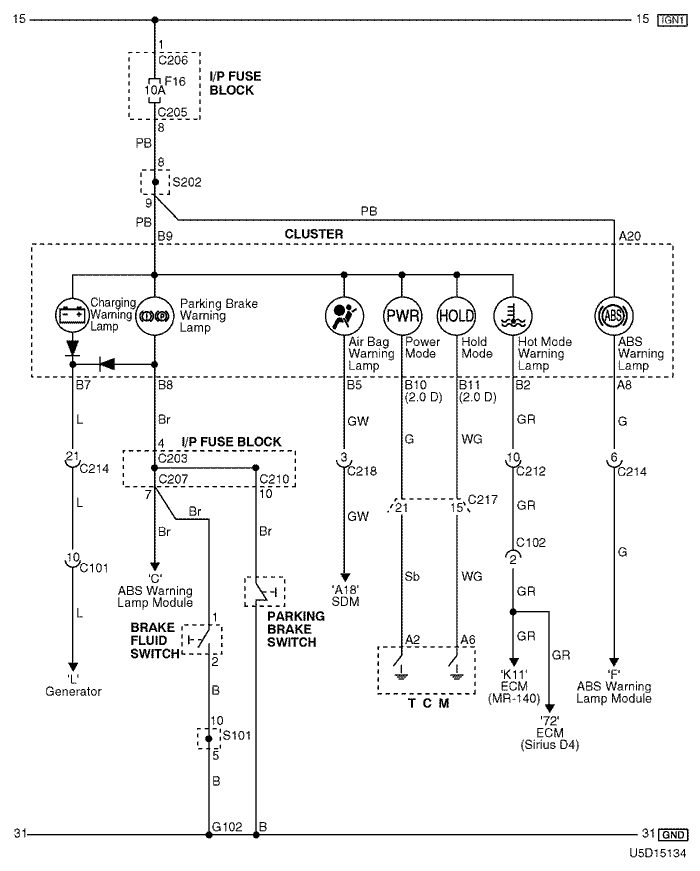 15
15 IGN1
1
C206
F16
10A
I/P FUSE
BLOCK
C205
8
PB
8
S202
9
PB
PB
B9
CLUSTER
A20
Charging
Warning
Lamp
Parking Brake
Warning
Lamp
PWR
HOLD
ABS
Air Bag
Warning
Lamp
Power
Mode
Hold
Mode
Hot Mode
Warning
Lamp
ABS
Warning
Lamp
B7
B8
B5
B10
(2.0 D)
B11
(2.0 D)
B2
A8
L
Br
GW
G
WG
GR
G
I/P FUSE BLOCK
4
C203
21
C214
3
C218
10
C212
6
C214
C207
C210
7
10
L
Br
Br
Br
GW
21
15
C217
GR
G
10
C101
C102
2
'C'
ABS Warning
Lamp Module
'A18'
SDM
Sb
WG
GR
L
BRAKE
FLUID
SWITCH
1
2
PARKING
BRAKE
SWITCH
A2
A6
GR
GR
'L'
Generator
B
T C M
'K11'
ECM
(MR-140)
'F'
ABS Warning
Lamp Module
10
S101
5
'72'
ECM
(Sirius D4)
B
31
G102
B
31 GND
U5D15134